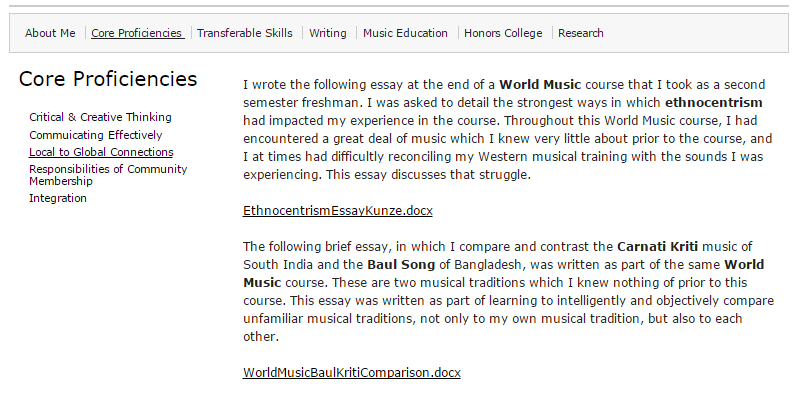 About Me Core Proficiencies Transferable Skills Writing Music Education Honors College Research
Core Proficiencies
Critical & Creative Thinking
Commuicating Effectively
Local to Global Connections
Responsibilities of Community
Membership
Integration
I wrote the following essay at the end of a World Music course that I took as a second
semester freshman. I was asked to detail the strongest ways in which ethnocentrism
had impacted my experience in the course. Throughout this World Music course, I had
encountered a great deal of music which I knew very little about prior to the course, and
I at times had difficultly reconciling my Western musical training with the sounds I was
experiencing. This essay discusses that struggle.
EthnocentrismEssayKunze.docx
The following brief essay, in which I compare and contrast the Carnati Kriti music of
South India and the Baul Song of Bangladesh, was written as part of the same World
Music course. These are two musical traditions which I knew nothing of prior to this
course. This essay was written as part of learning to intelligently and objectively compare
unfamiliar musical traditions, not only to my own musical tradition, but also to each
other.
WorldMusicBaulKritiComparison.docx